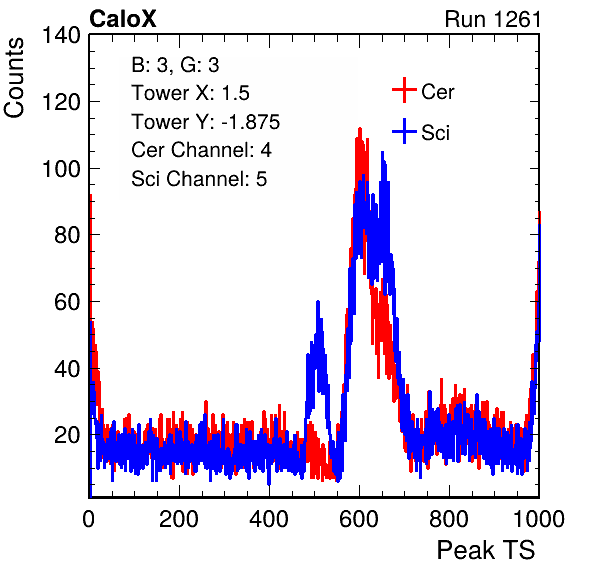 CaloX Run 1261
Counts
140
120
100
80
60
40
20
B: 3, G: 3
Tower X: 1.5
Tower Y: -1.875
Cer Channel: 4
Sci Channel: 5
Cer
Sci
0 200 400 600 800 1000
Peak TS